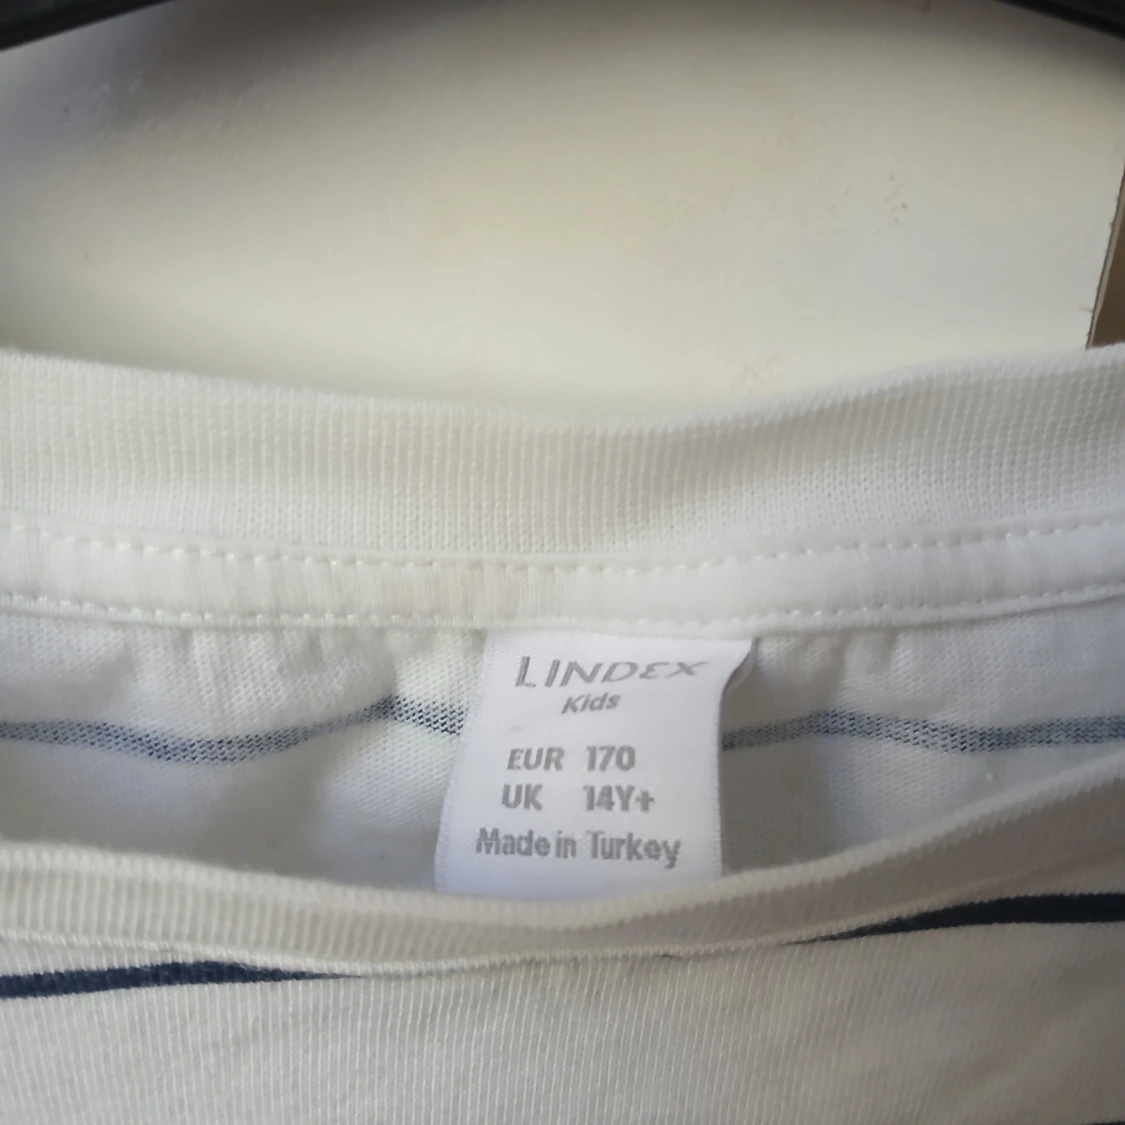 LINDEX
Kids
EUR 170
UK 14Y+
Made in Turkey